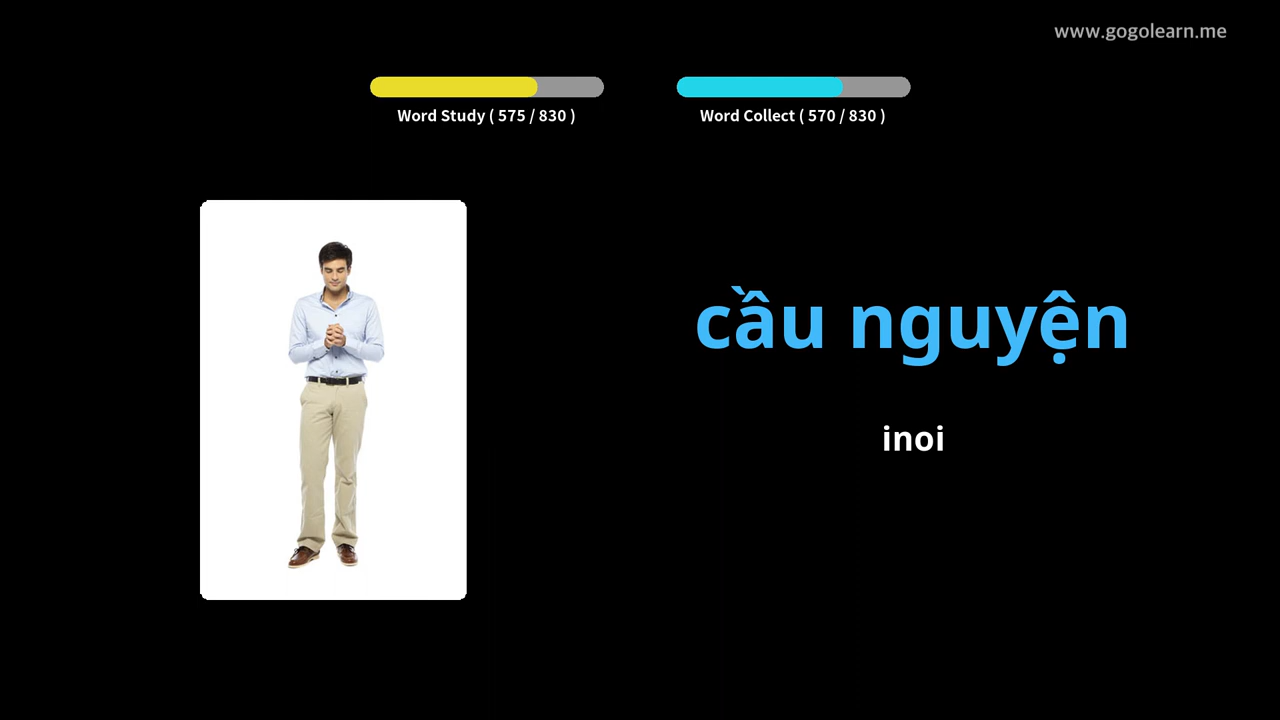 www.gogolearn.me
Word Study ( 575 / 830 )
Word Collect ( 570 / 830 )
cầu nguyện
inoi